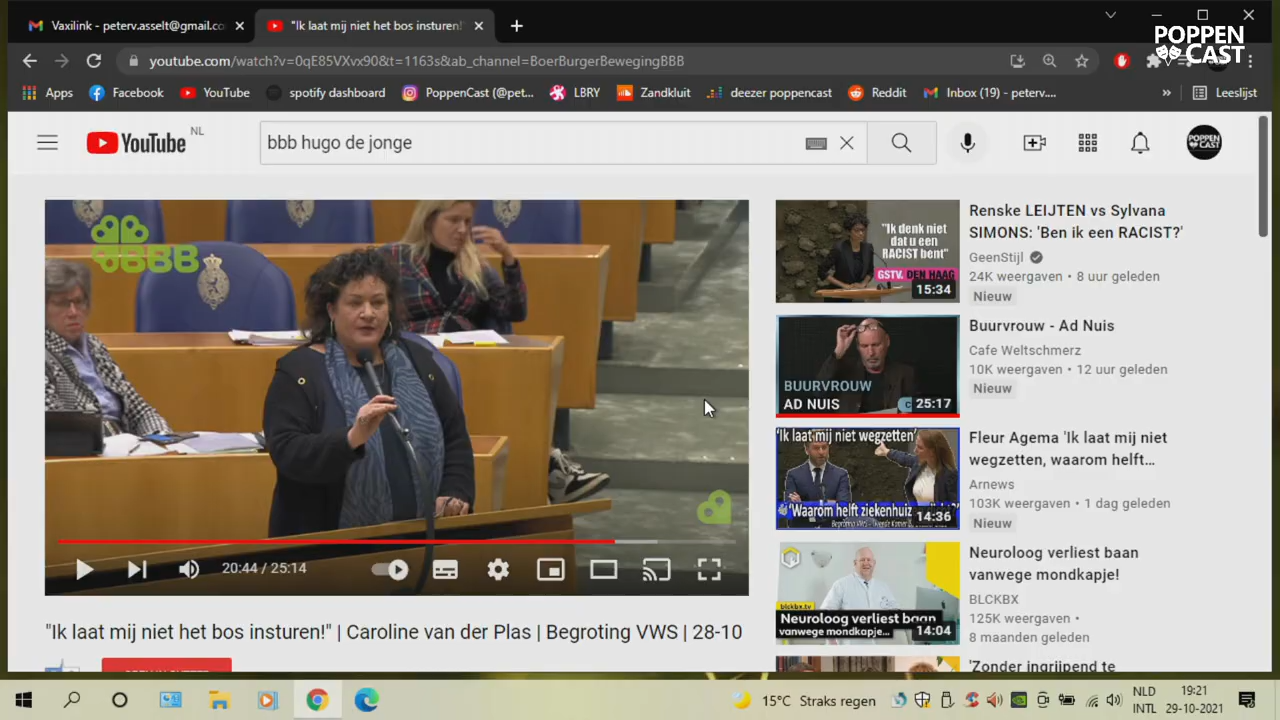 Vaxilink - peterv.asselt@gmail.co
"Ik laat mij niet het bos insturen!"
POPPEN
CAST
youtube.com/watch?v=0qE85VXvx90&t=1163s&ab_channel=BoerBurgerBewegingBBB
Apps
Facebook
YouTube
spotify dashboard
PoppenCast (@pet...
LBRY
Zandkluit
deezer poppencast
Reddit
Inbox (19) - peterv....
»
Leeslijst
YouTube NL
bbb hugo de jonge
POPPEN
CAST
BBB
20:44 / 25:14
"Ik laat mij niet het bos insturen!" | Caroline van der Plas | Begroting VWS | 28-10
"Ik denk niet
dat u een
RACIST bent"
GSTV. DEN HAAG
15:34
Renske LEIJTEN vs Sylvana
SIMONS: 'Ben ik een RACIST?'
GeenStijl
24K weergaven • 8 uur geleden
Nieuw
BUURVROUW
AD NUIS
25:17
Buurvrouw - Ad Nuis
Cafe Weltschmerz
10K weergaven • 12 uur geleden
Nieuw
'Ik laat mij niet wegzetten'
'Waarom helft ziekenhuiz
14:36
Fleur Agema 'Ik laat mij niet
wegzetten, waarom helft...
Arnews
103K weergaven • 1 dag geleden
Nieuw
blckbx.tv
Neuroloog verliest baan
vanwege mondkapje...
14:04
Neuroloog verliest baan
vanwege mondkapje!
BLCKBX
125K weergaven •
8 maanden geleden
'Zonder ingrijpend te
15°C Straks regen
NLD
INTL
19:21
29-10-2021